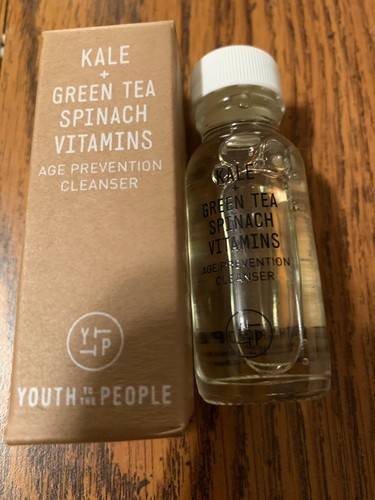 KALE
+
GREEN TEA
SPINACH
VITAMINS
AGE PREVENTION
CLEANSER
Y T P
YOUTH TO THE PEOPLE
KALE
+
GREEN TEA
SPINACH
VITAMINS
AGE PREVENTION
CLEANSER
Y T P